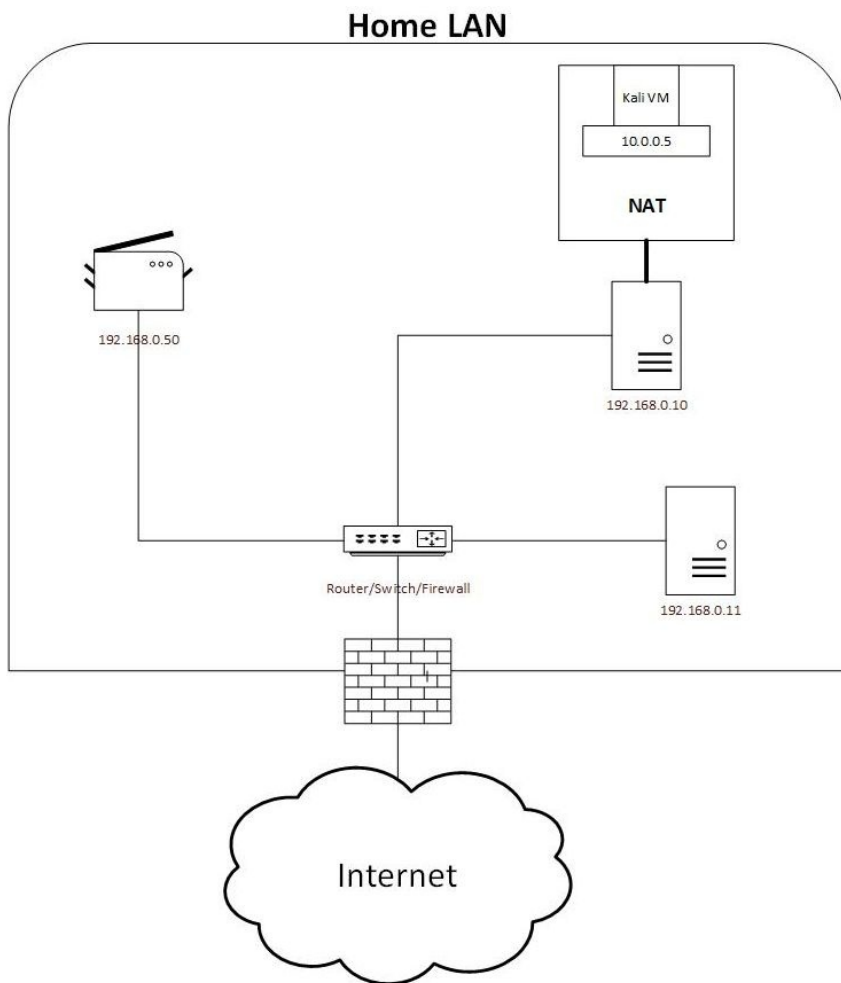 Home LAN
Kali VM
10.0.0.5
NAT
192.168.0.50
192.168.0.10
Router/Switch/Firewall
192.168.0.11
Internet